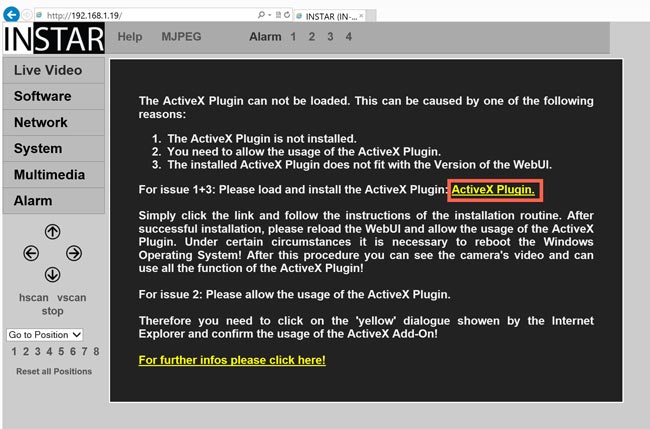 http://192.168.1.19/
INSTAR (IN-...
INSTAR
Help MJPEG Alarm 1 2 3 4
Live Video
Software
Network
System
Multimedia
Alarm
hscan vscan
stop
Go to Position
1 2 3 4 5 6 7 8
Reset all Positions
The ActiveX Plugin can not be loaded. This can be caused by one of the following
reasons:
1. The ActiveX Plugin is not installed.
2. You need to allow the usage of the ActiveX Plugin.
3. The installed ActiveX Plugin does not fit with the Version of the WebUI.
For issue 1+3: Please load and install the ActiveX Plugin: ActiveX Plugin.
Simply click the link and follow the instructions of the installation routine. After
successful installation, please reload the WebUI and allow the usage of the ActiveX
Plugin. Under certain circumstances it is necessary to reboot the Windows
Operating System! After this procedure you can see the camera's video and can
use all the function of the ActiveX Plugin!
For issue 2: Please allow the usage of the ActiveX Plugin.
Therefore you need to click on the 'yellow' dialogue showen by the Internet
Explorer and confirm the usage of the ActiveX Add-On!
For further infos please click here!